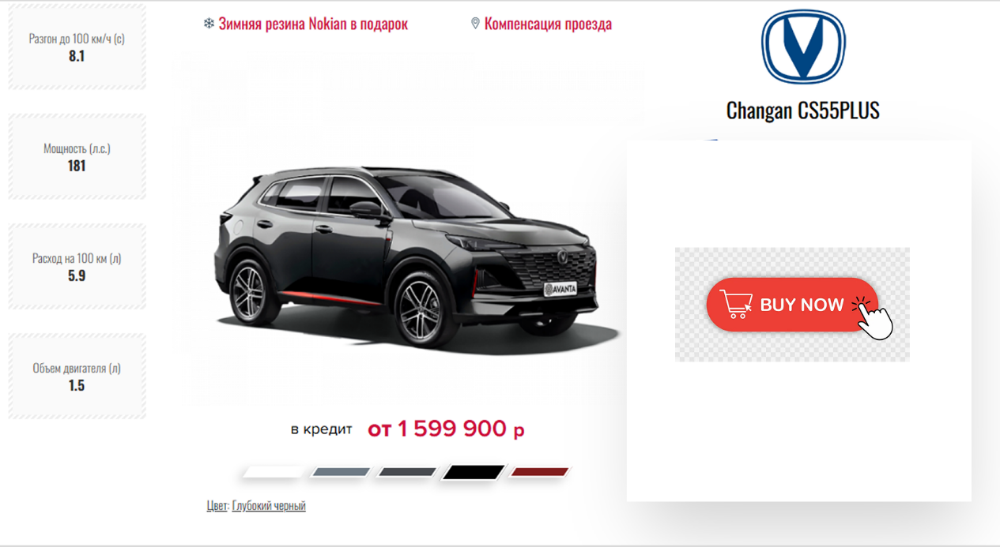 Разгон до 100 км/ч (с)
8.1
Мощность (л.с.)
181
Расход на 100 км (л)
5.9
Объем двигателя (л)
1.5
Зимняя резина Nokian в подарок
Компенсация проезда
AVANTA
в кредит от 1 599 900 р
Цвет: Глубокий черный
Changan CS55PLUS
BUY NOW